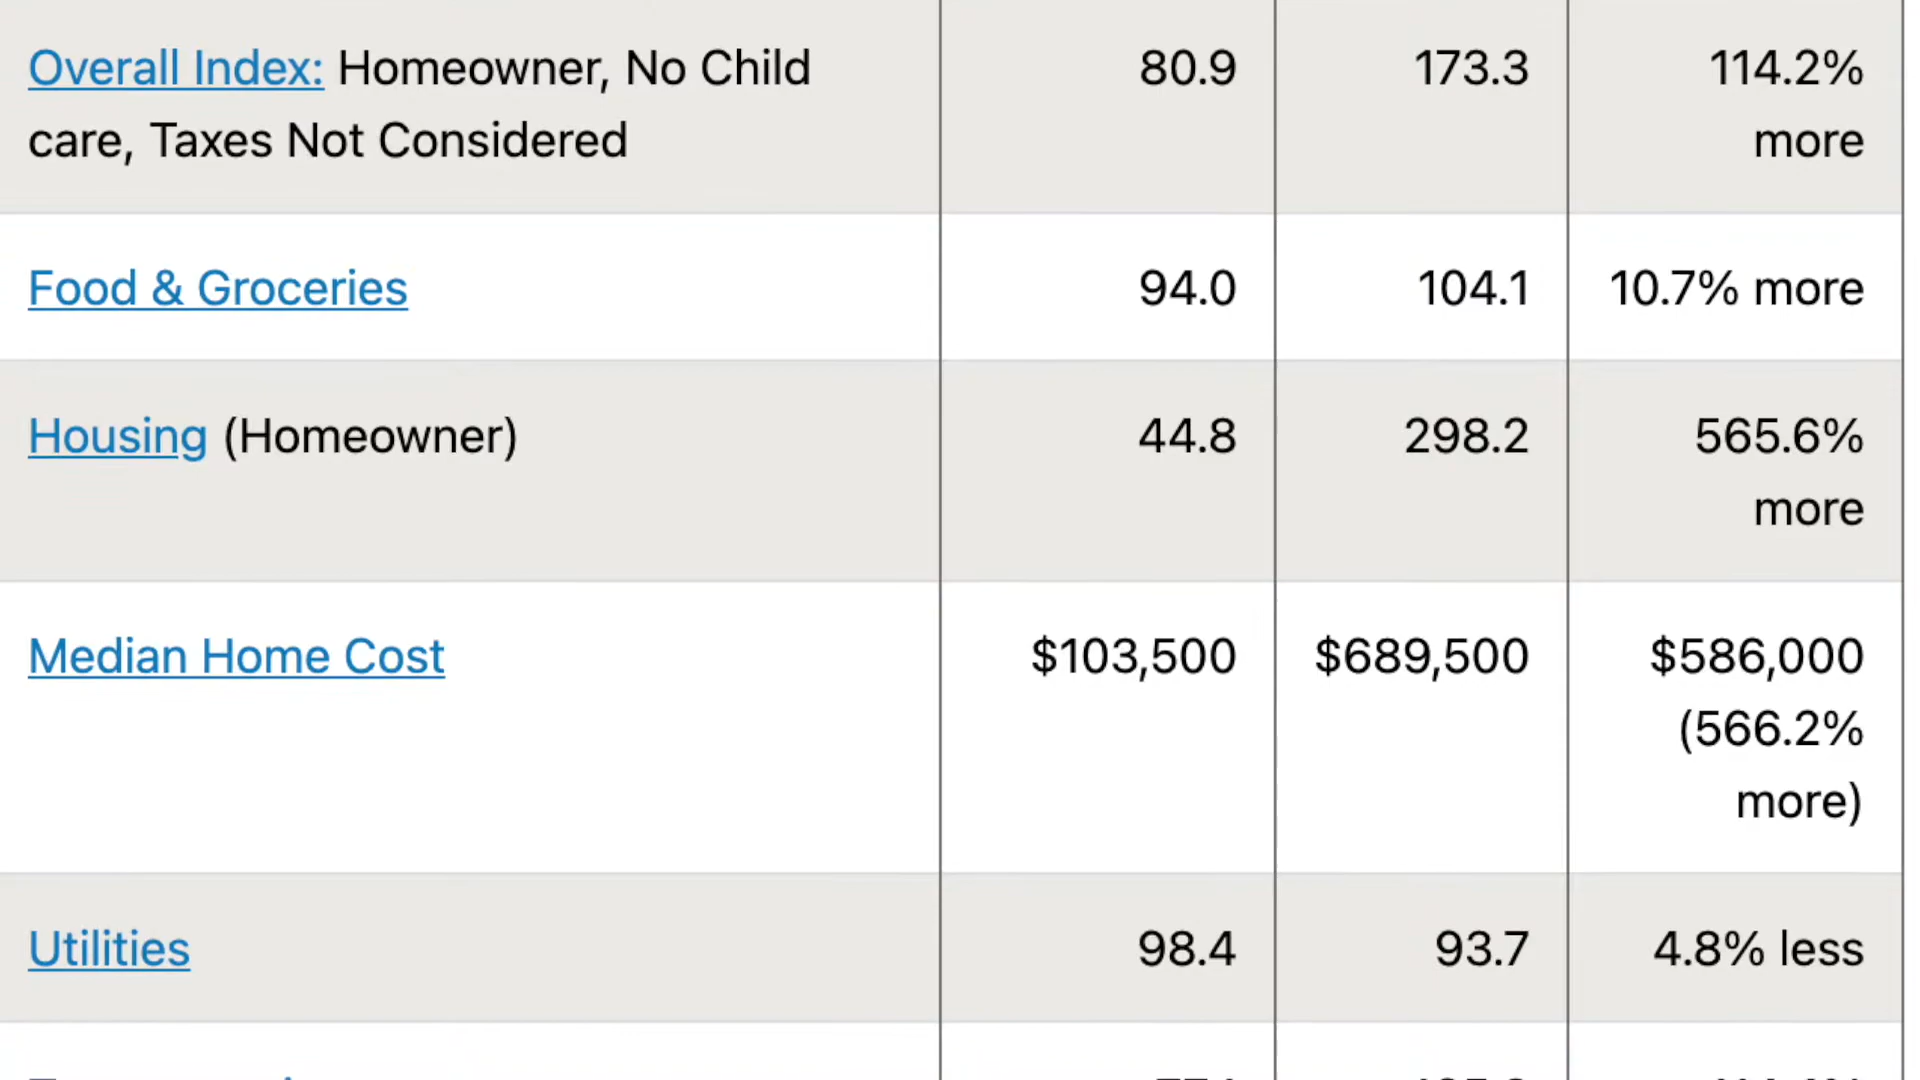 Overall Index: Homeowner, No Child 80.9 173.3 114.2%
care, Taxes Not Considered more
Food & Groceries 94.0 104.1 10.7% more
Housing (Homeowner) 44.8 298.2 565.6%
more
Median Home Cost $103,500 $689,500 $586,000
(566.2%
more)
Utilities 98.4 93.7 4.8% less